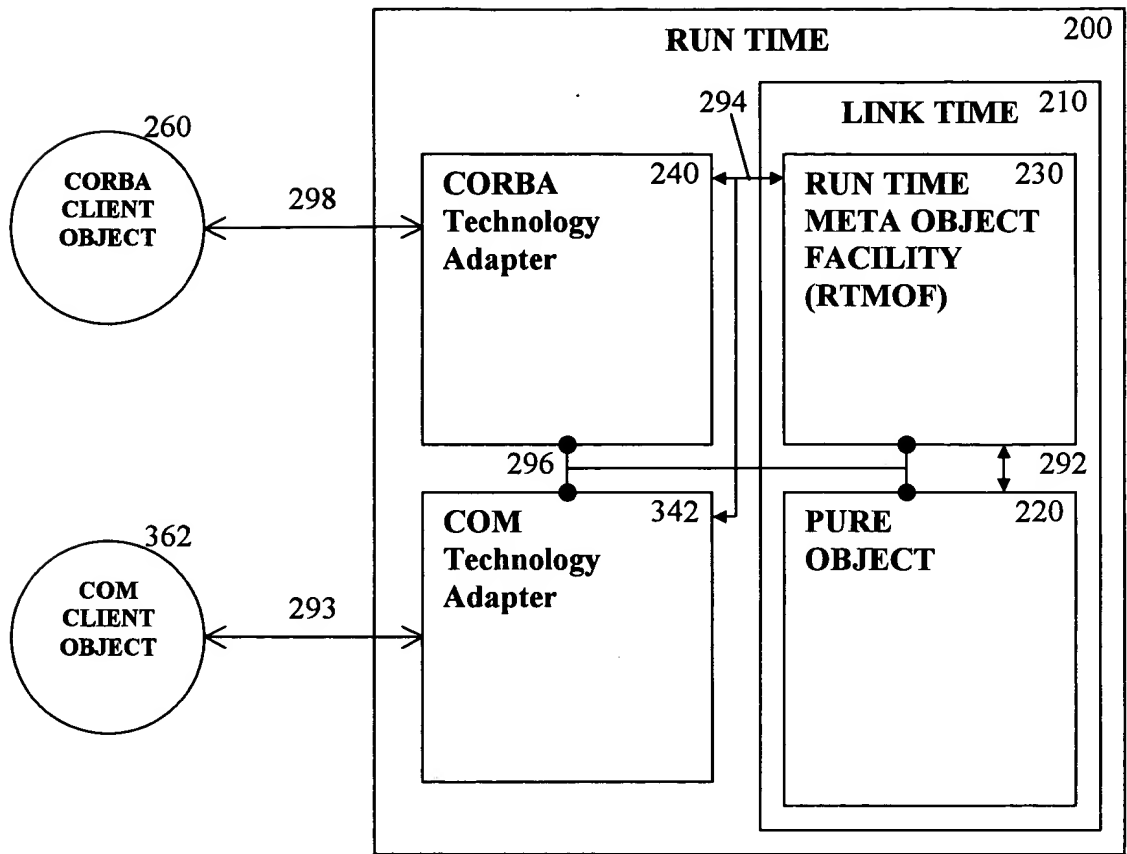 RUN TIME
200
294
LINK TIME
210
260
CORBA
CLIENT
OBJECT
298
CORBA
Technology
Adapter
240
RUN TIME
META OBJECT
FACILITY
(RTMOF)
230
296
292
362
COM
CLIENT
OBJECT
293
COM
Technology
Adapter
342
PURE
OBJECT
220